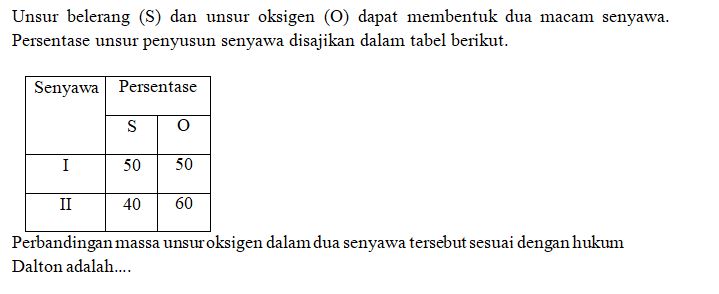 Unsur belerang (S) dan unsur oksigen (O) dapat membentuk dua macam senyawa.
Persentase unsur penyusun senyawa disajikan dalam tabel berikut.
Senyawa Persentase
S O
I 50 50
II 40 60
Perbandingan massa unsur oksigen dalam dua senyawa tersebut sesuai dengan hukum
Dalton adalah....